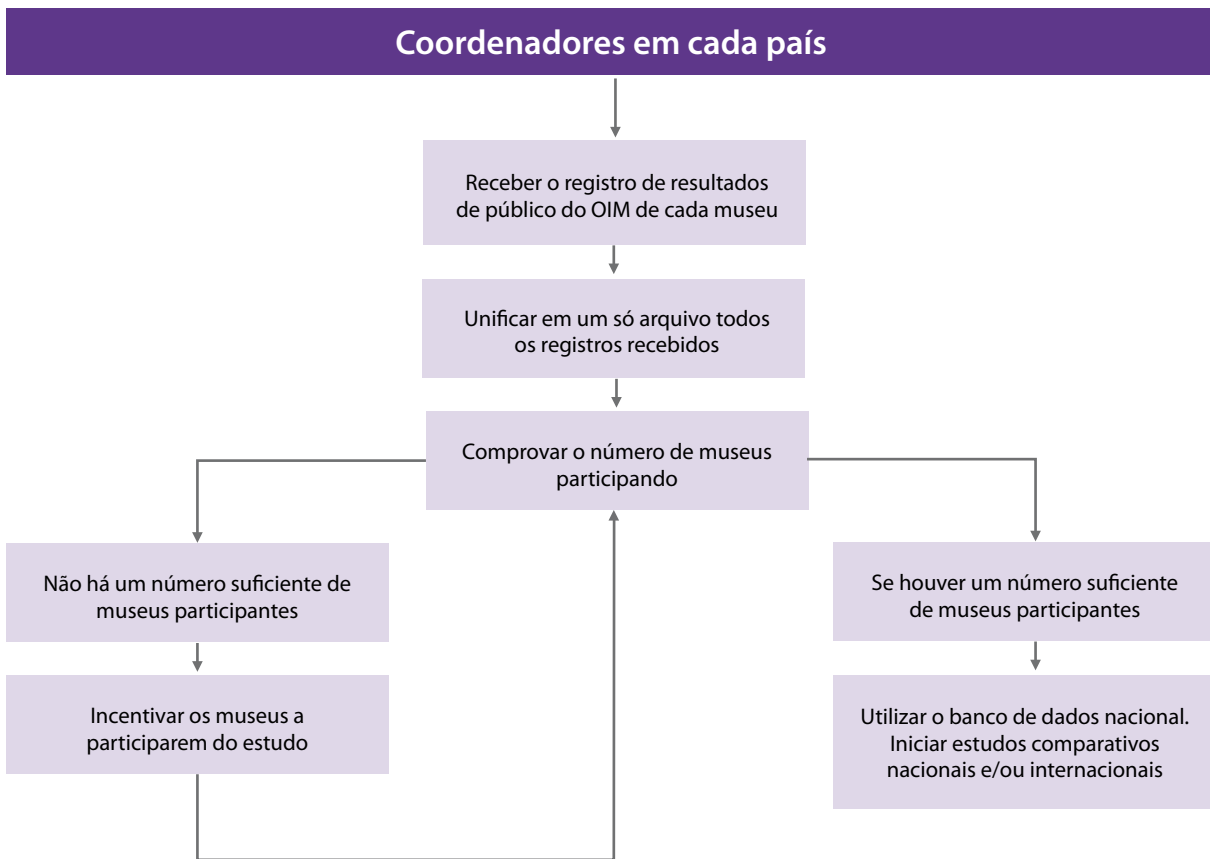 Coordenadores em cada país
Receber o registro de resultados
de público do OIM de cada museu
Unificar em um só arquivo todos
os registros recebidos
Comprovar o número de museus
participando
Não há um número suficiente de
museus participantes
Incentivar os museus a
participarem do estudo
Se houver um número suficiente
de museus participantes
Utilizar o banco de dados nacional.
Iniciar estudos comparativos
nacionais e/ou internacionais